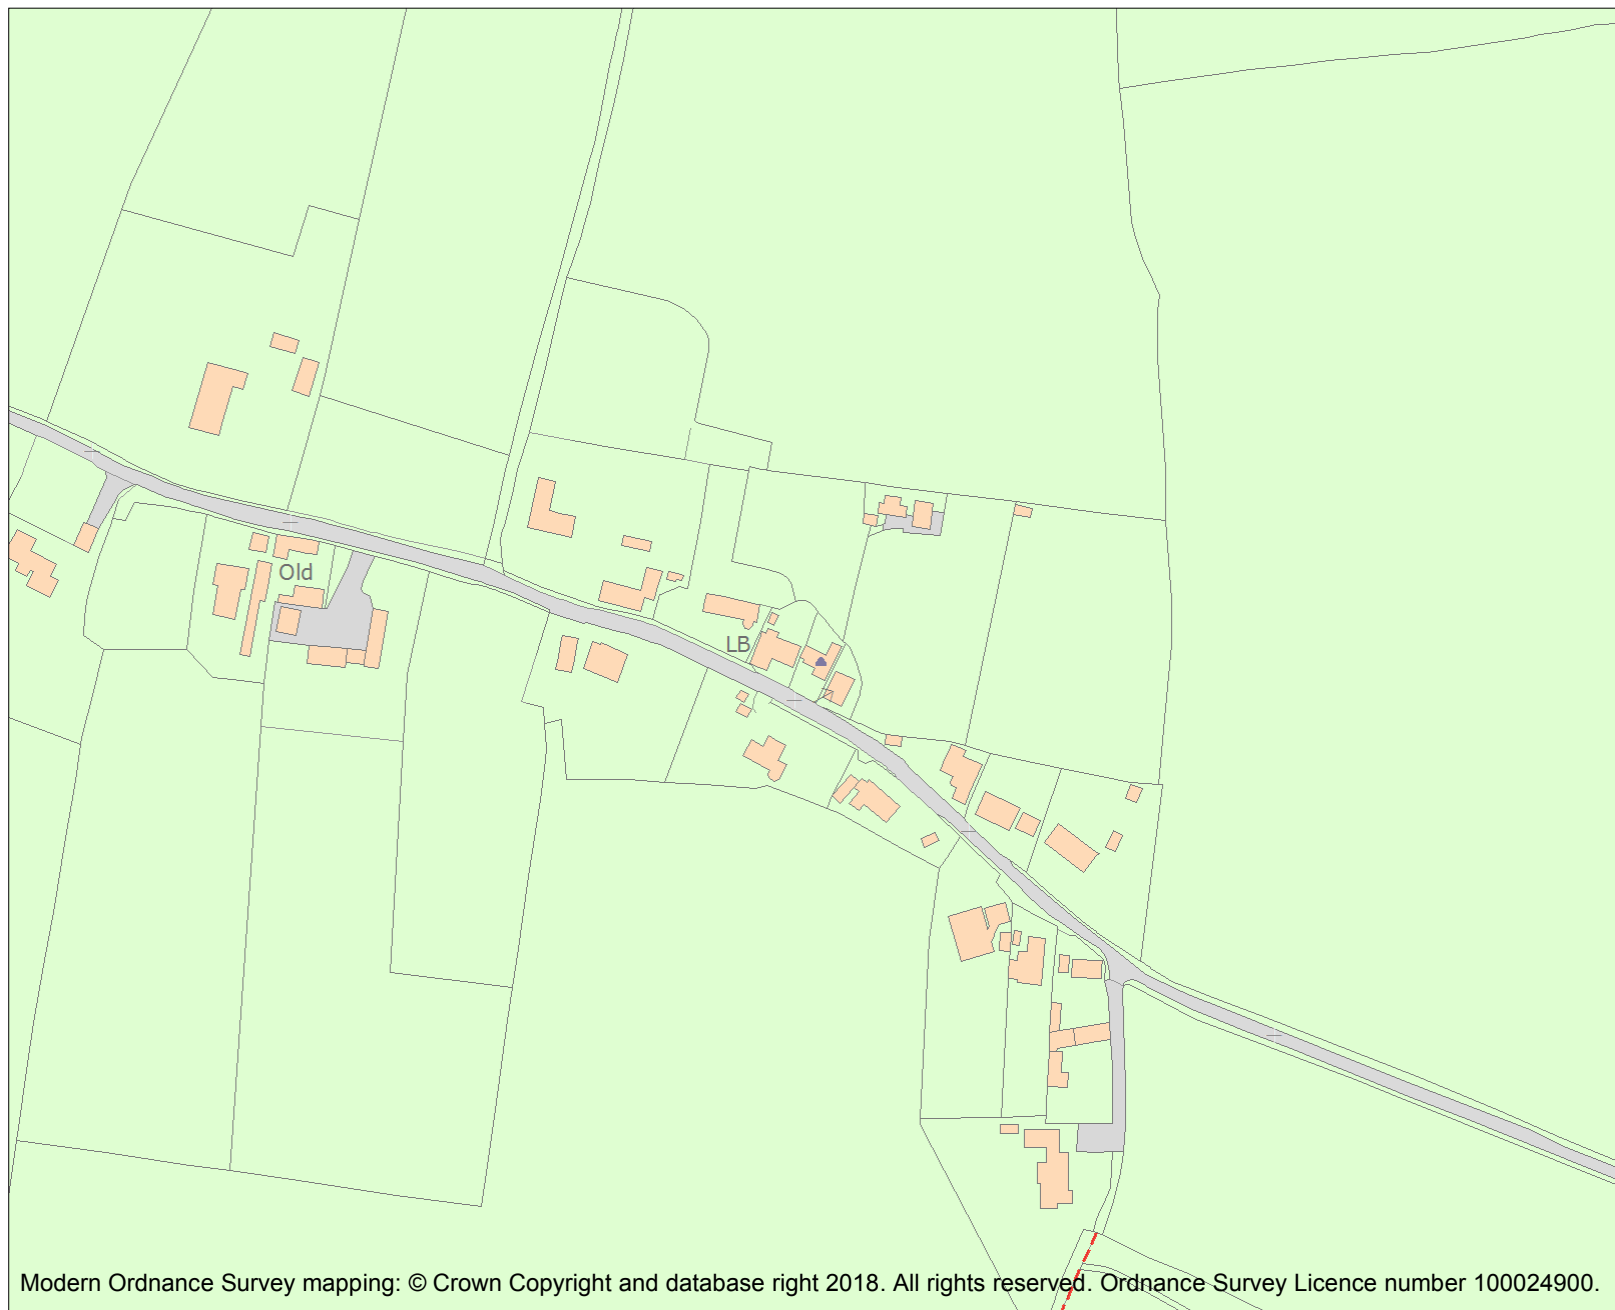 Old
LB
Modern Ordnance Survey mapping: © Crown Copyright and database right 2018. All rights reserved. Ordnance Survey Licence number 100024900.